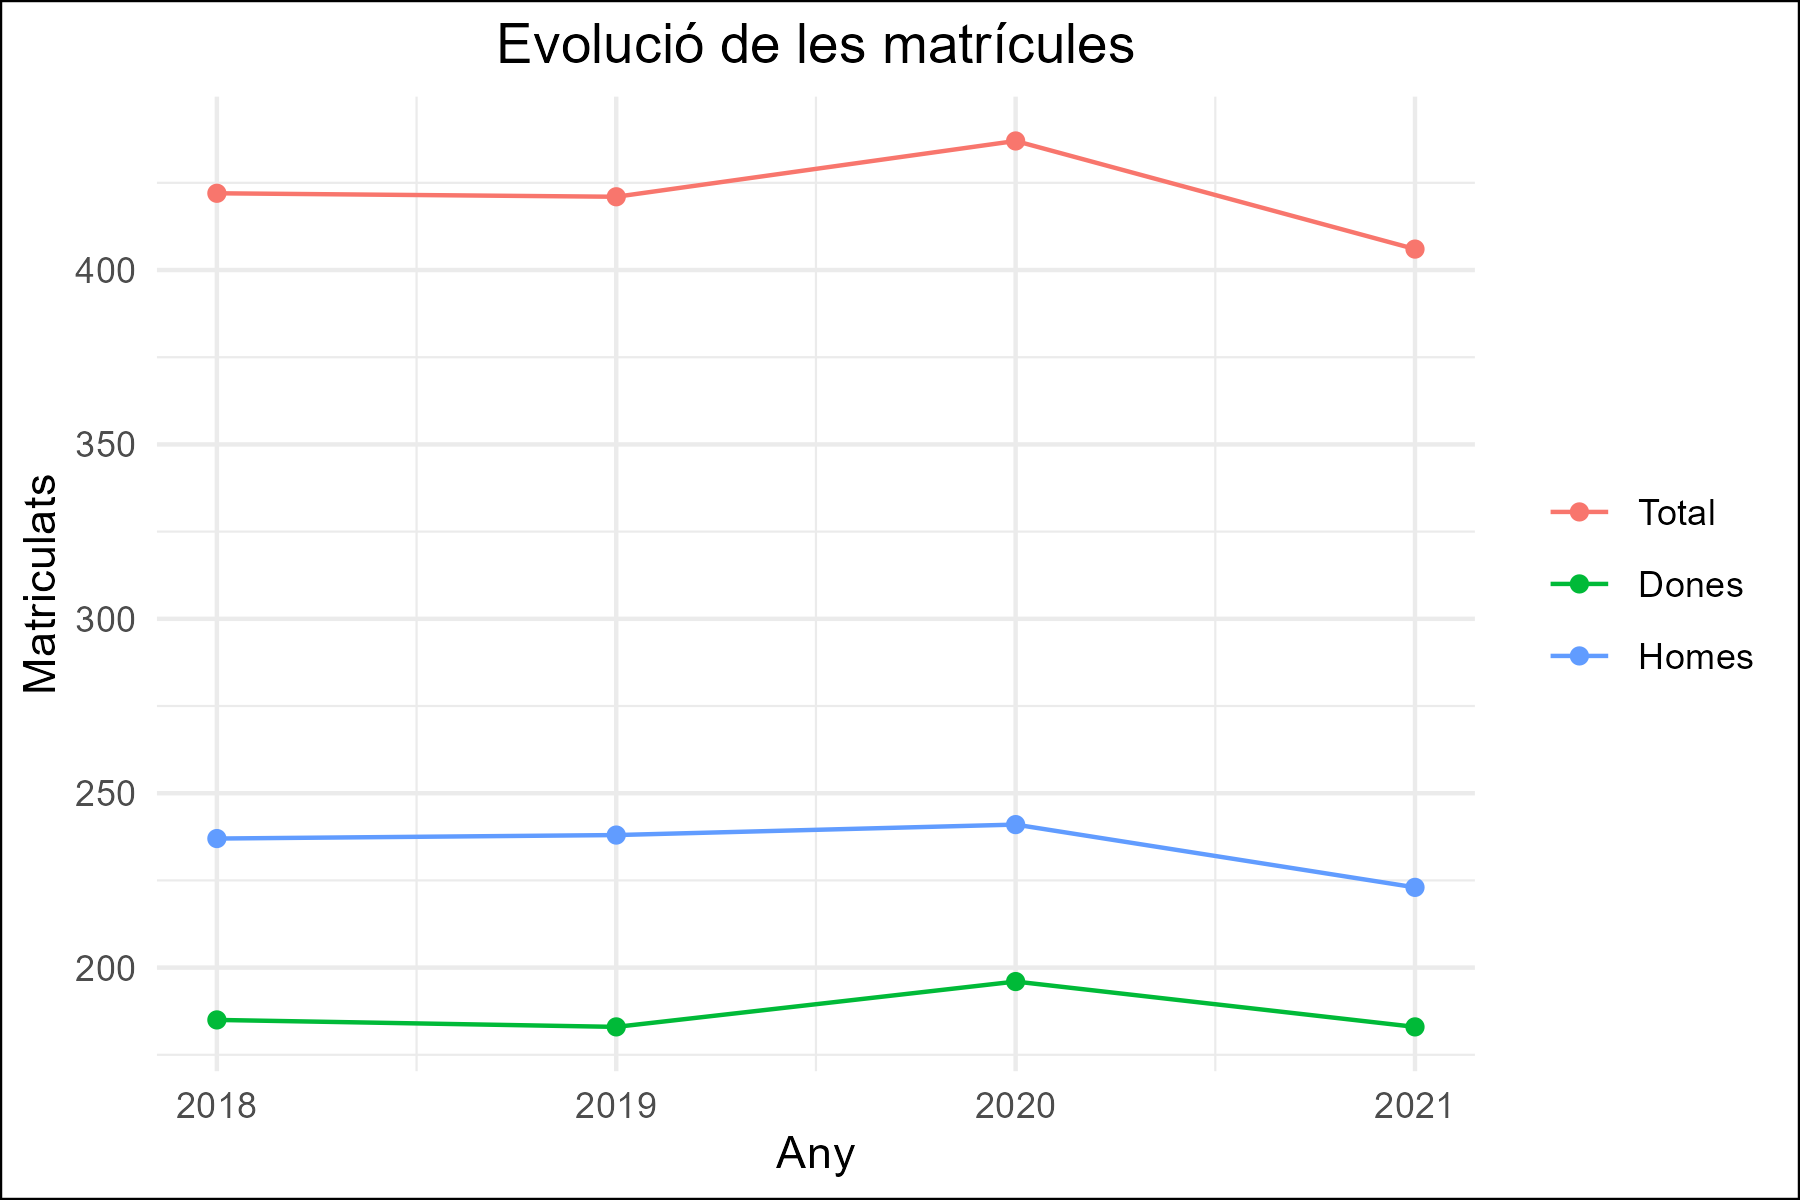 Evolució de les matrícules
Matriculats
400
350
300
250
200
2018 2019 2020 2021
Any
Total
Dones
Homes